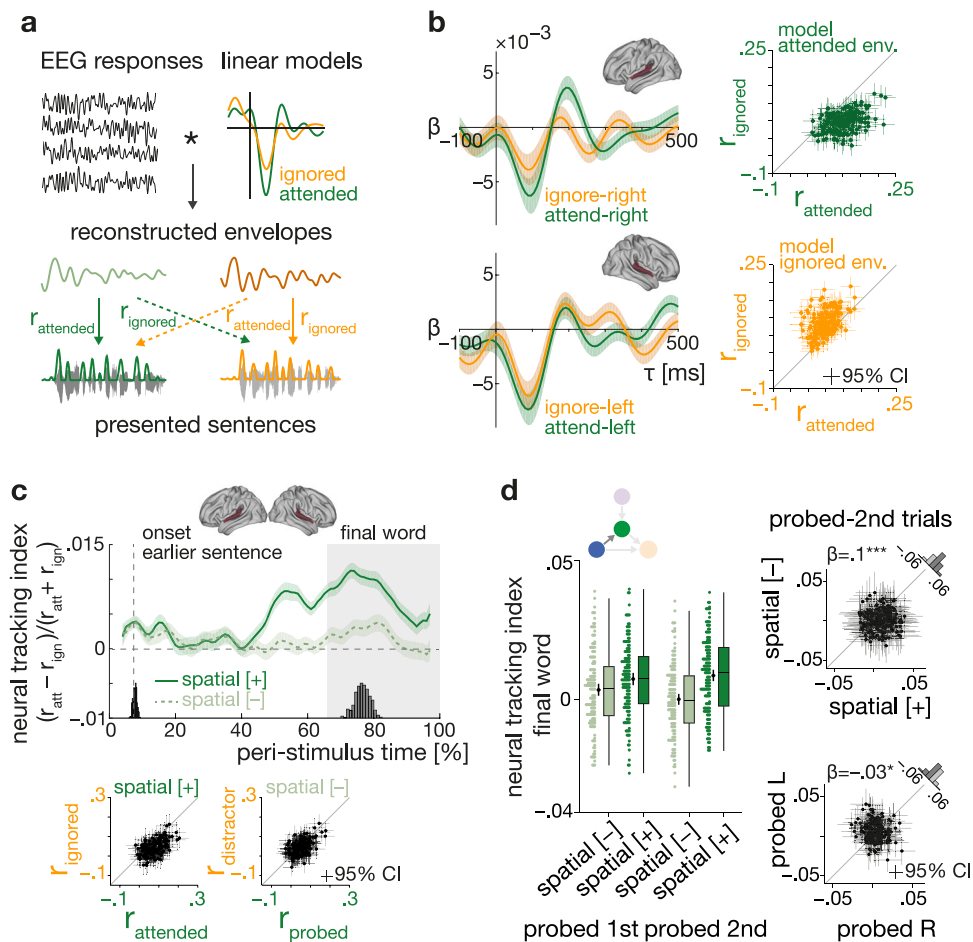 a
EEG responses
linear models
*
ignored
attended
reconstructed envelopes
r attended
r ignored
r attended
r ignored
presented sentences
b
×10⁻³
5
β
-100
500
-5
ignore-right
attend-right
model
attended env.
.25
r ignored
-.1
-.1
r attended
.25
5
β
-100
500
τ [ms]
-5
ignore-left
attend-left
model
ignored env.
.25
r ignored
-.1
95% CI
-.1
r attended
.25
c
onset
earlier sentence
final word
neural tracking index
(r att − r ign)/(r att + r ign)
.015
0
-.01
spatial [+]
spatial [-]
0
20
40
60
80
100
peri-stimulus time [%]
spatial [+]
.3
r ignored
-.1
-.1
.3
r attended
spatial [-]
.3
r distractor
-.1
95% CI
-.1
.3
r probed
d
neural tracking index
final word
.05
0
-.04
spatial [-]
spatial [+]
spatial [-]
spatial [+]
probed 1st
probed 2nd
probed-2nd trials
β=.1***
-.06
.06
spatial [-]
.05
-.05
-.05
.05
spatial [+]
β=-.03*
-.06
.06
probed L
.05
-.05
95% CI
-.05
.05
probed R